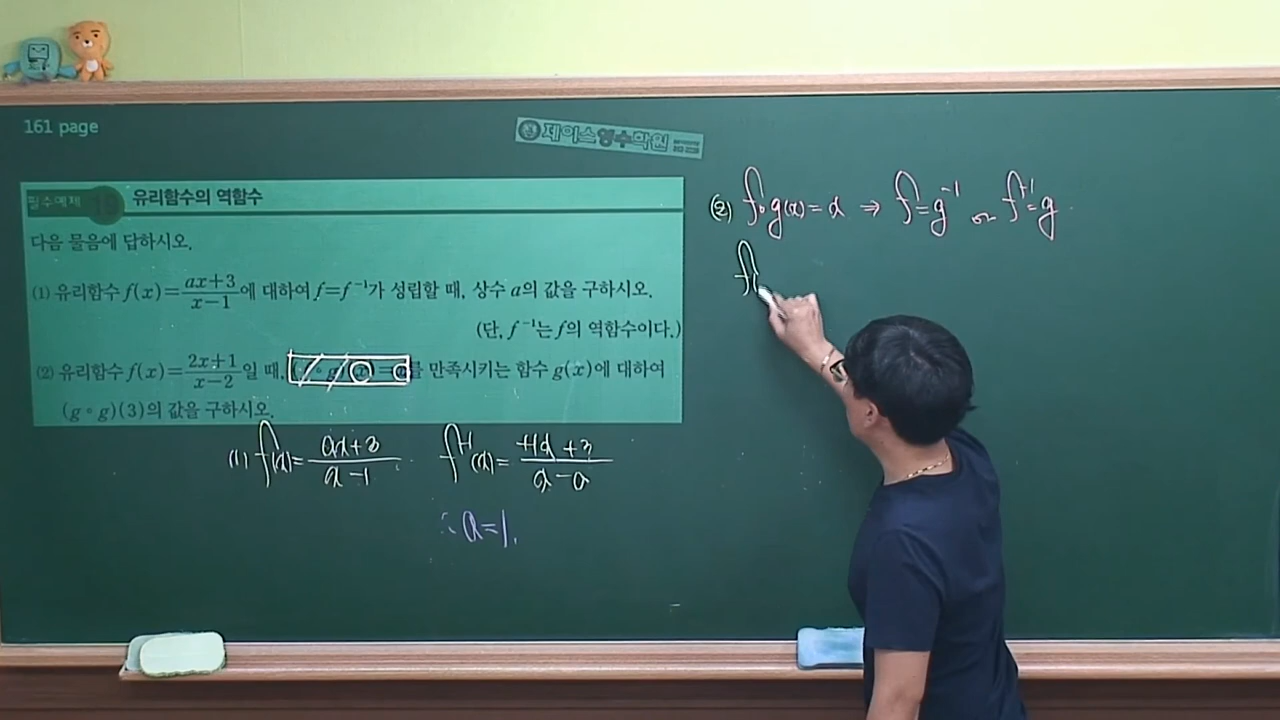 161 page
제이스영수학원
필수예제 유리함수의 역함수
다음 물음에 답하시오.
(1) 유리함수 f(x)=(ax+3)/(x-1)에 대하여 f=f⁻¹가 성립할 때, 상수 a의 값을 구하시오.
(단, f⁻¹는 f의 역함수이다.)
(2) 유리함수 f(x)=(2x+1)/(x-2)일 때, 를 만족시키는 함수 g(x)에 대하여
(g∘g)(3)의 값을 구하시오.
(1) f(x)=(ax+3)/(x-1) f⁻¹(x)=(+1x+3)/(x-a)
∴ a=1.
(2) f∘g(x)=x ⇒ f=g⁻¹ or f⁻¹=g.
f(